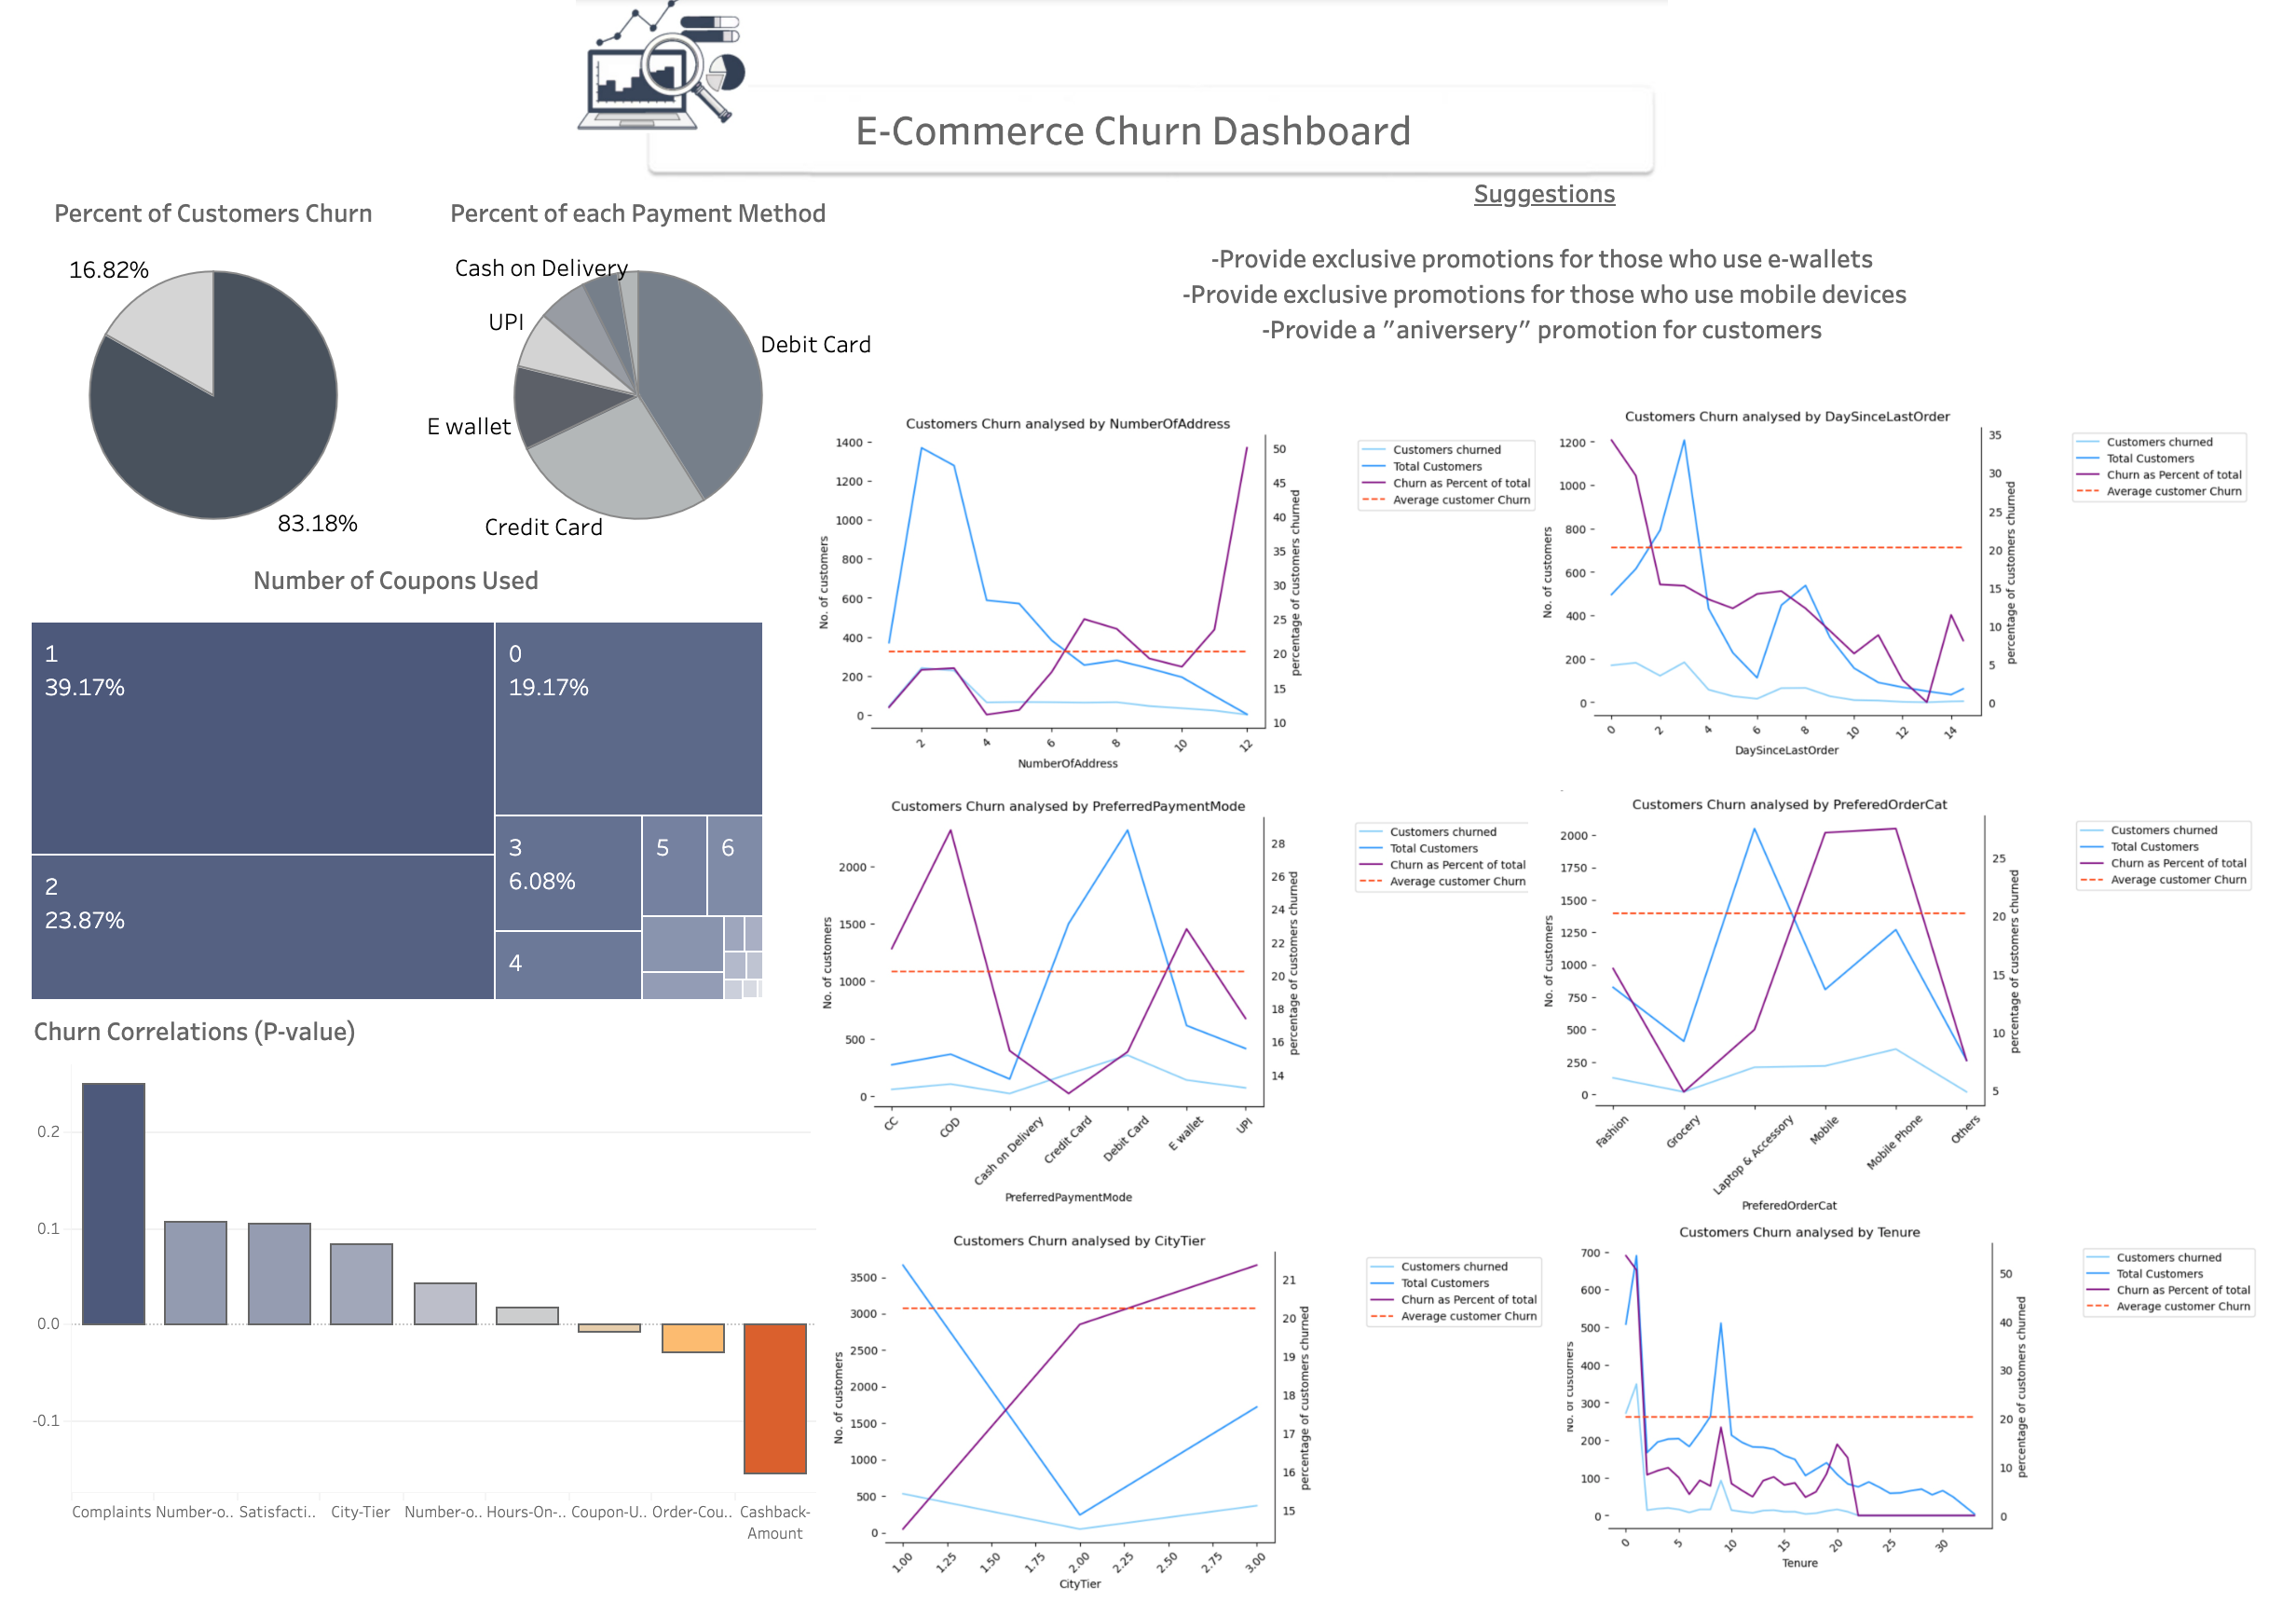 E-Commerce Churn Dashboard
Suggestions
-Provide exclusive promotions for those who use e-wallets
-Provide exclusive promotions for those who use mobile devices
-Provide a "aniversery" promotion for customers
Percent of Customers Churn
16.82%
83.18%
Percent of each Payment Method
Cash on Delivery
UPI
Debit Card
E wallet
Credit Card
Number of Coupons Used
1
39.17%
0
19.17%
2
23.87%
3
6.08%
4
5
6
Churn Correlations (P-value)
0.2
0.1
0.0
-0.1
Complaints Number-o.. Satisfacti.. City-Tier Number-o.. Hours-On-.. Coupon-U.. Order-Cou.. Cashback-
Amount
Customers Churn analysed by NumberOfAddress
No. of customers
1400
1200
1000
800
600
400
200
0
2 4 6 8 10 12
NumberOfAddress
50
45
40
35
30
25
20
15
10
percentage of customers churned
Customers churned
Total Customers
Churn as Percent of total
Average customer Churn
Customers Churn analysed by DaySinceLastOrder
No. of customers
1200
1000
800
600
400
200
0
0 2 4 6 8 10 12 14
DaySinceLastOrder
35
30
25
20
15
10
5
0
percentage of customers churned
Customers churned
Total Customers
Churn as Percent of total
Average customer Churn
Customers Churn analysed by PreferredPaymentMode
No. of customers
2000
1500
1000
500
0
CC COD Cash on Delivery Credit Card Debit Card E wallet UPI
PreferredPaymentMode
28
26
24
22
20
18
16
14
percentage of customers churned
Customers churned
Total Customers
Churn as Percent of total
Average customer Churn
Customers Churn analysed by PreferedOrderCat
No. of customers
2000
1750
1500
1250
1000
750
500
250
0
Fashion Grocery Laptop & Accessory Mobile Mobile Phone Others
PreferedOrderCat
25
20
15
10
5
percentage of customers churned
Customers churned
Total Customers
Churn as Percent of total
Average customer Churn
Customers Churn analysed by CityTier
No. of customers
3500
3000
2500
2000
1500
1000
500
0
1.00 1.25 1.50 1.75 2.00 2.25 2.50 2.75 3.00
CityTier
21
20
19
18
17
16
15
percentage of customers churned
Customers churned
Total Customers
Churn as Percent of total
Average customer Churn
Customers Churn analysed by Tenure
No. of customers
700
600
500
400
300
200
100
0
0 5 10 15 20 25 30
Tenure
50
40
30
20
10
0
percentage of customers churned
Customers churned
Total Customers
Churn as Percent of total
Average customer Churn